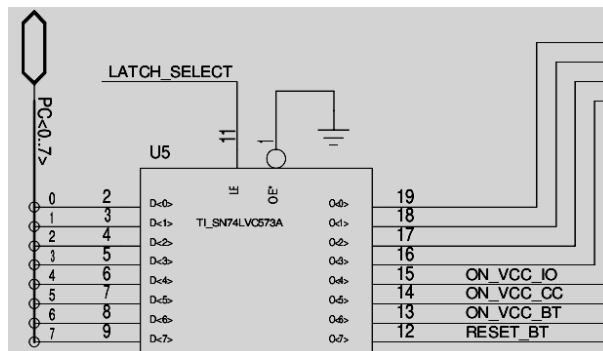 LATCH_SELECT
PC<0..7>
11
1
U5
LE
OE*
TI_SN74LVC573A
0 2 D<0> O<0> 19
1 3 D<1> O<1> 18
2 4 D<2> O<2> 17
3 5 D<3> O<3> 16
4 6 D<4> O<4> 15 ON_VCC_IO
5 7 D<5> O<5> 14 ON_VCC_CC
6 8 D<6> O<6> 13 ON_VCC_BT
7 9 D<7> O<7> 12 RESET_BT